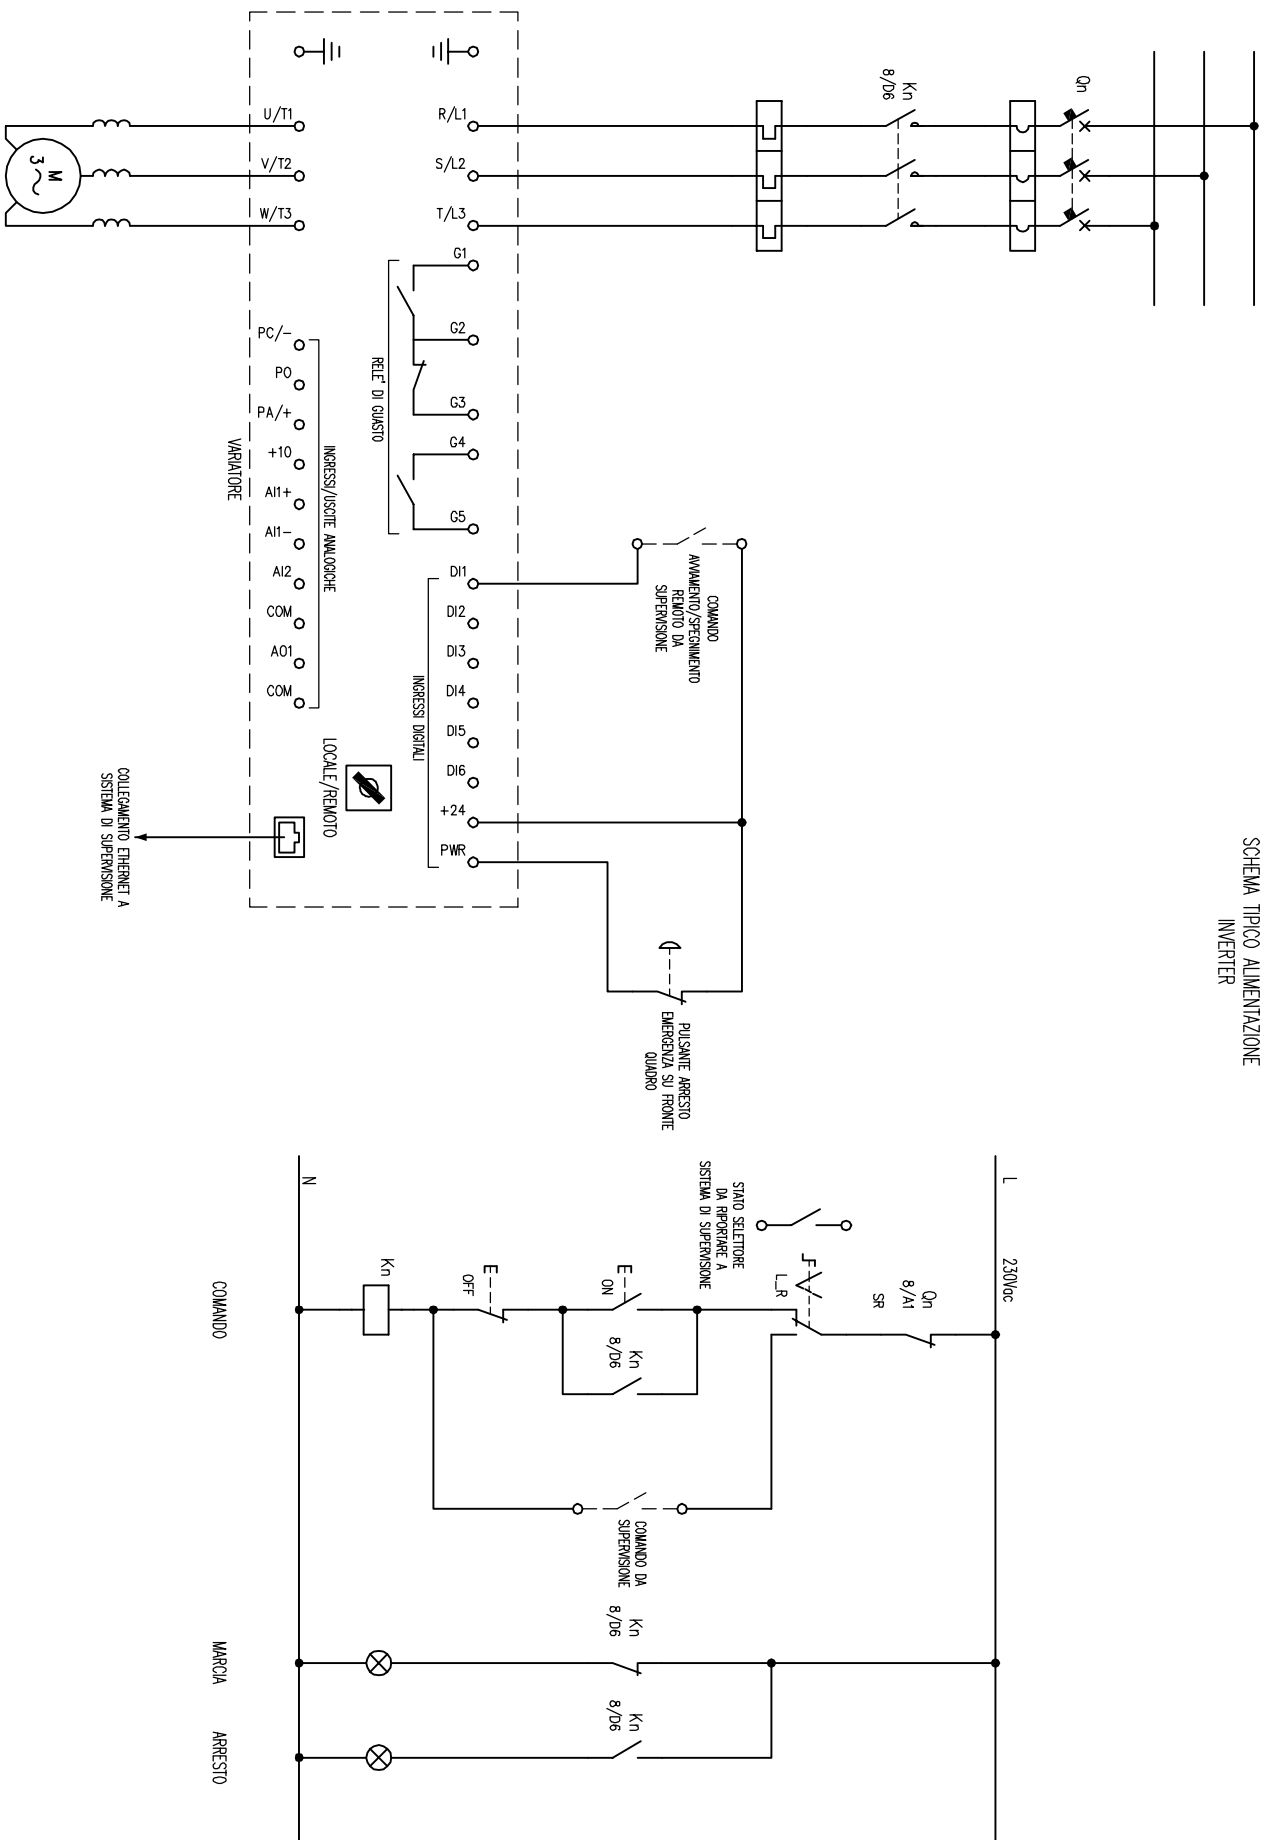 SCHEMA TIPICO ALIMENTAZIONE
INVERTER
Qn
Kn
8/D6
R/L1
S/L2
T/L3
G1
G2
G3
G4
G5
DI1
DI2
DI3
DI4
DI5
DI6
+24
PWR
RELE' DI GUASTO
INGRESSI DIGITALI
COMANDO
AVVIAMENTO/SPEGNIMENTO
REMOTO DA
SUPERVISIONE
PULSANTE ARRESTO
EMERGENZA SU FRONTE
QUADRO
LOCALE/REMOTO
INGRESSI/USCITE ANALOGICHE
U/T1
V/T2
W/T3
PC/-
PO
PA/+
+10
AI1+
AI1-
AI2
COM
AO1
COM
VARIATORE
M
3
COLLEGAMENTO ETHERNET A
SISTEMA DI SUPERVISIONE
L
230Vac
Qn
8/A1
SR
L_R
STATO SELETTORE
DA RIPORTARE A
SISTEMA DI SUPERVISIONE
ON
Kn
8/D6
OFF
COMANDO DA
SUPERVISIONE
Kn
8/D6
Kn
8/D6
Kn
N
COMANDO
MARCIA
ARRESTO